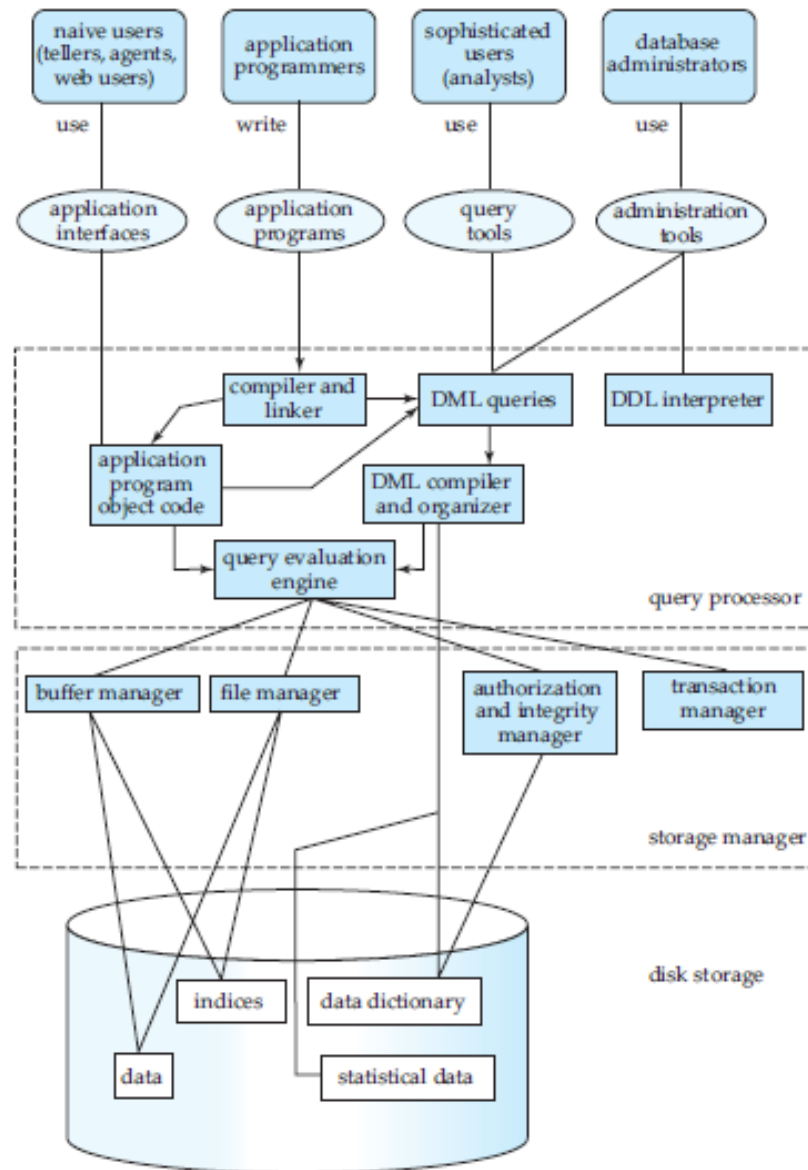 naive users
(tellers, agents,
web users)
application
programmers
sophisticated
users
(analysts)
database
administrators
use
write
use
use
application
interfaces
application
programs
query
tools
administration
tools
compiler and
linker
DML queries
DDL interpreter
application
program
object code
DML compiler
and organizer
query evaluation
engine
query processor
buffer manager
file manager
authorization
and integrity
manager
transaction
manager
storage manager
disk storage
indices
data dictionary
data
statistical data